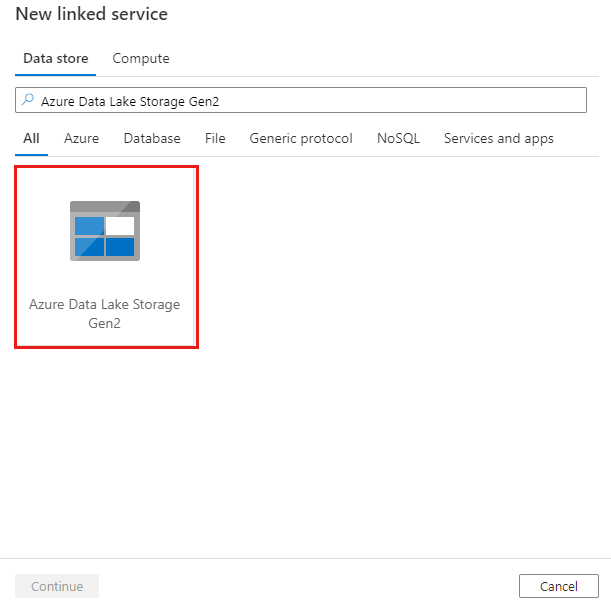 New linked service
Data store Compute
Azure Data Lake Storage Gen2
All Azure Database File Generic protocol NoSQL Services and apps
Azure Data Lake Storage
Gen2
Continue Cancel